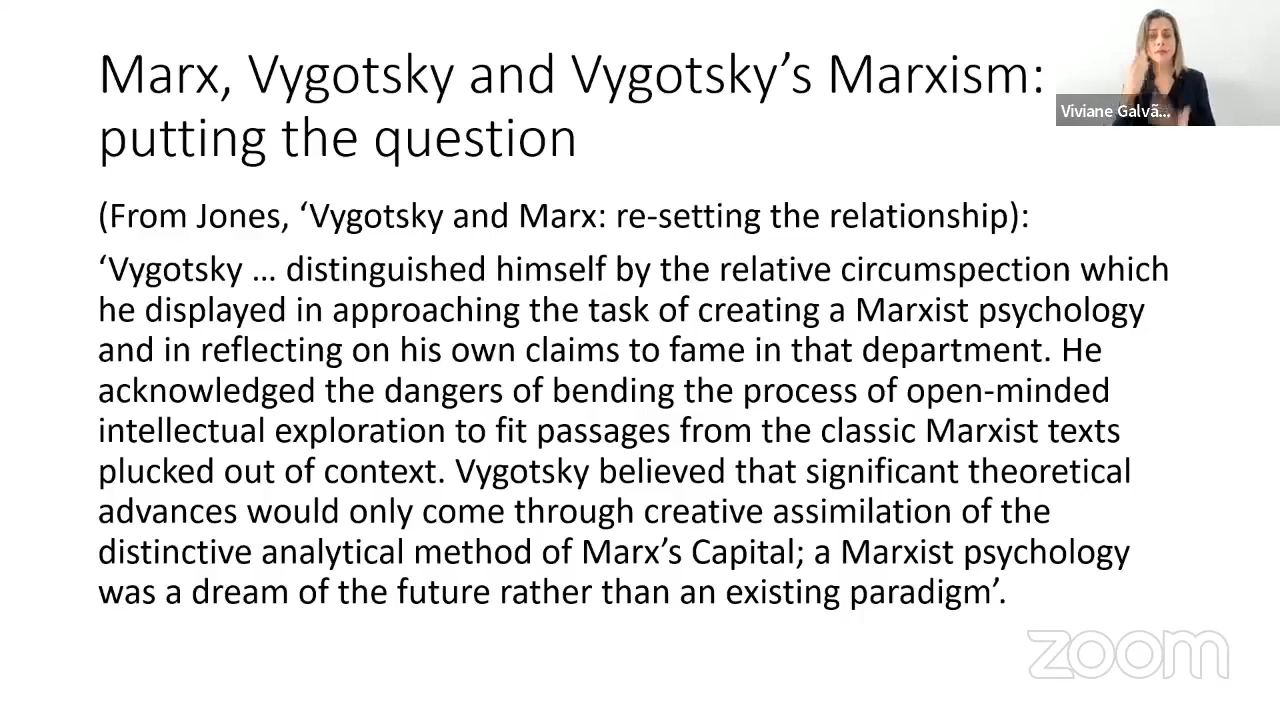 Marx, Vygotsky and Vygotsky’s Marxism:
putting the question
Viviane Galvã...
(From Jones, ‘Vygotsky and Marx: re-setting the relationship):
‘Vygotsky … distinguished himself by the relative circumspection which
he displayed in approaching the task of creating a Marxist psychology
and in reflecting on his own claims to fame in that department. He
acknowledged the dangers of bending the process of open-minded
intellectual exploration to fit passages from the classic Marxist texts
plucked out of context. Vygotsky believed that significant theoretical
advances would only come through creative assimilation of the
distinctive analytical method of Marx’s Capital; a Marxist psychology
was a dream of the future rather than an existing paradigm’.
zoom